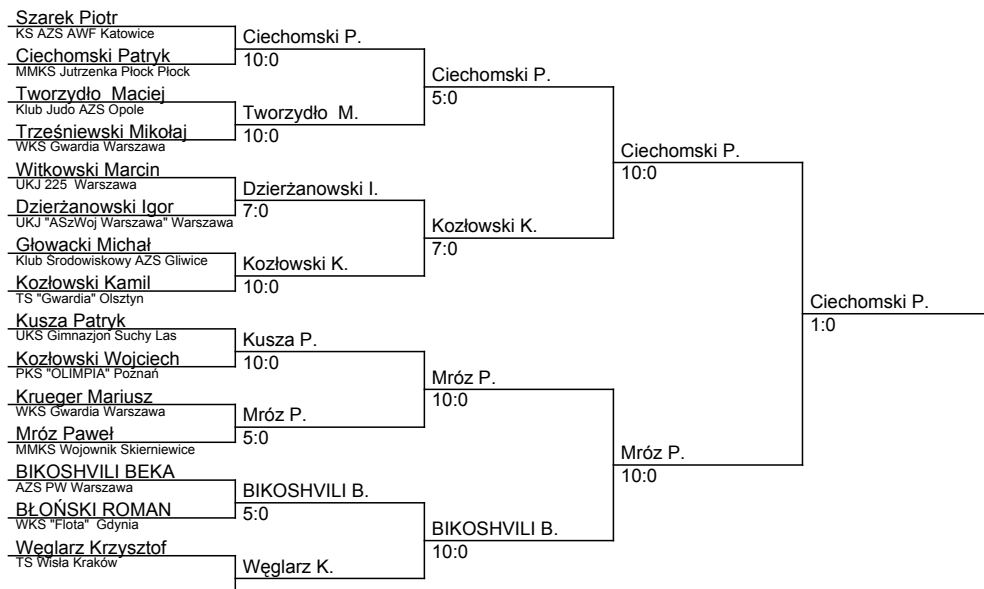 Szarek Piotr
KS AZS AWF Katowice
Ciechomski Patryk
MMKS Jutrzenka Płock Płock
Tworzydło  Maciej
Klub Judo AZS Opole
Trześniewski Mikołaj
WKS Gwardia Warszawa
Witkowski Marcin
UKJ 225  Warszawa
Dzierżanowski Igor
UKJ "ASzWoj Warszawa" Warszawa
Głowacki Michał
Klub Środowiskowy AZS Gliwice
Kozłowski Kamil
TS "Gwardia" Olsztyn
Kusza Patryk
UKS Gimnazjon Suchy Las
Kozłowski Wojciech
PKS "OLIMPIA" Poznań
Krueger Mariusz
WKS Gwardia Warszawa
Mróz Paweł
MMKS Wojownik Skierniewice
BIKOSHVILI BEKA
AZS PW Warszawa
BŁOŃSKI ROMAN
WKS "Flota"  Gdynia
Węglarz Krzysztof
TS Wisła Kraków
Ciechomski P.
10:0
Tworzydło  M.
10:0
Dzierżanowski I.
7:0
Kozłowski K.
10:0
Kusza P.
10:0
Mróz P.
5:0
BIKOSHVILI B.
5:0
Węglarz K.
Ciechomski P.
5:0
Kozłowski K.
7:0
Mróz P.
10:0
BIKOSHVILI B.
10:0
Ciechomski P.
10:0
Mróz P.
10:0
Ciechomski P.
1:0